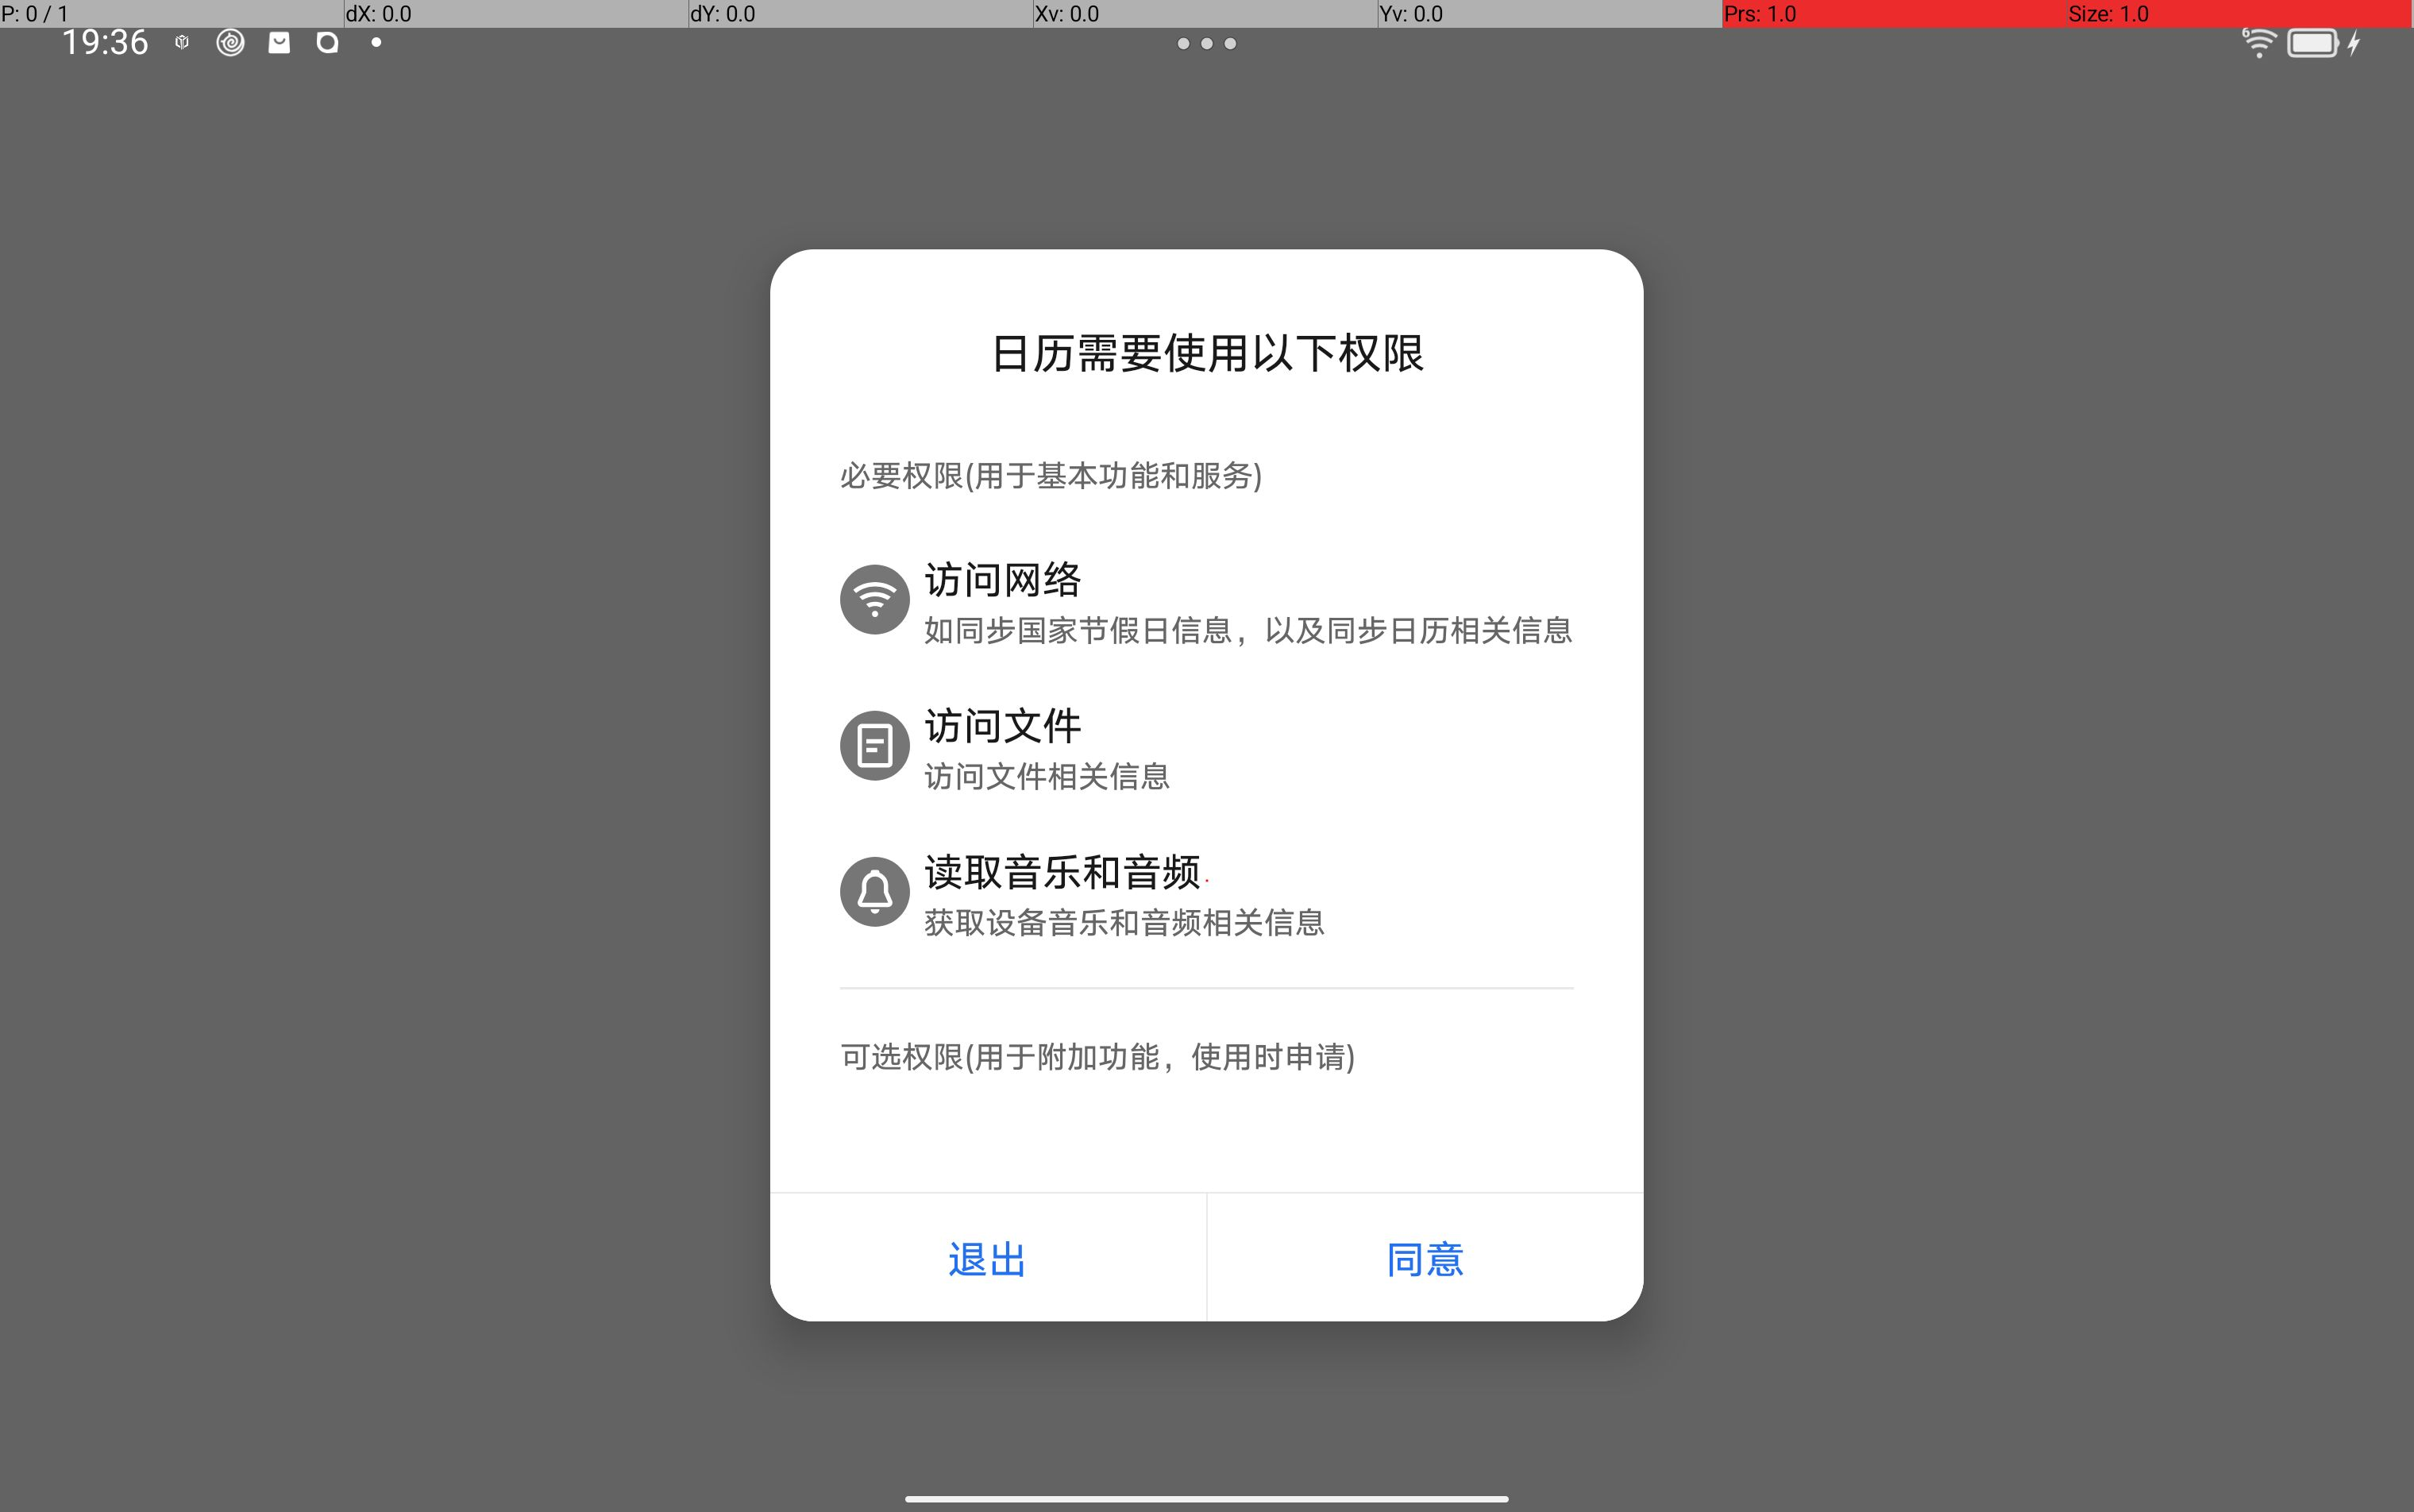 P: 0 / 1 dX: 0.0 dY: 0.0 Xv: 0.0 Yv: 0.0 Prs: 1.0 Size: 1.0
19:36 6
日历需要使用以下权限
必要权限(用于基本功能和服务)
访问网络
如同步国家节假日信息，以及同步日历相关信息
访问文件
访问文件相关信息
读取音乐和音频
获取设备音乐和音频相关信息
可选权限(用于附加功能，使用时申请)
退出 同意